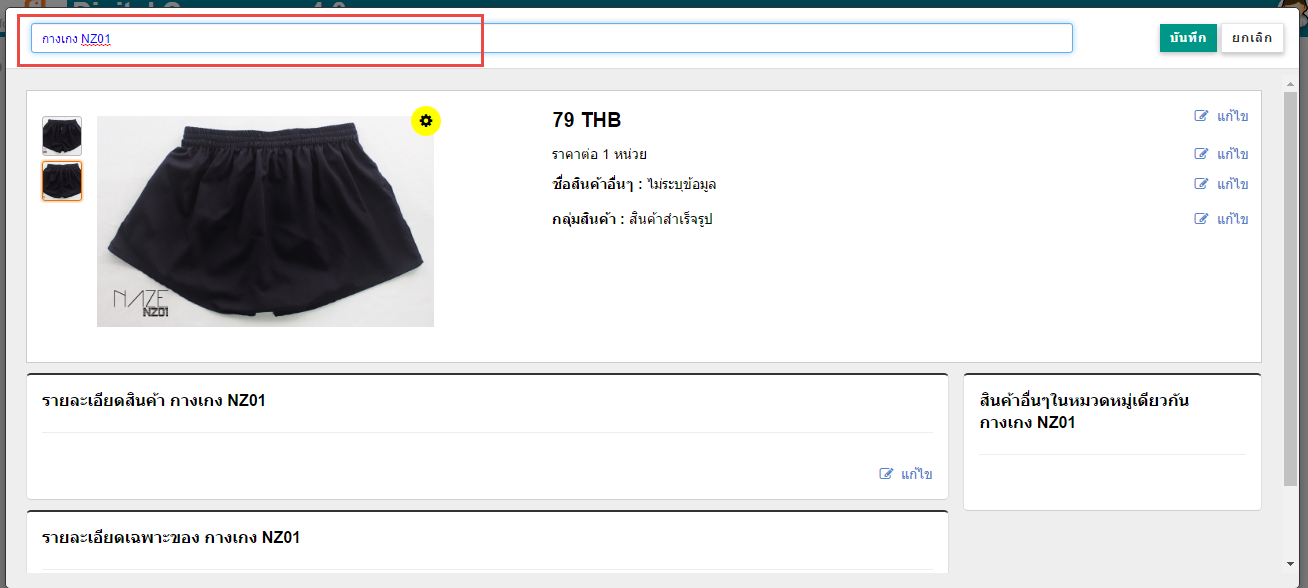 กางเกง NZ01
บันทึก
ยกเลิก
79 THB
แก้ไข
ราคาต่อ 1 หน่วย
แก้ไข
ชื่อสินค้าอื่นๆ : ไม่ระบุข้อมูล
แก้ไข
กลุ่มสินค้า : สินค้าสำเร็จรูป
แก้ไข
NAZE
NZ01
รายละเอียดสินค้า กางเกง NZ01
แก้ไข
สินค้าอื่นๆในหมวดหมู่เดียวกัน
กางเกง NZ01
รายละเอียดเฉพาะของ กางเกง NZ01